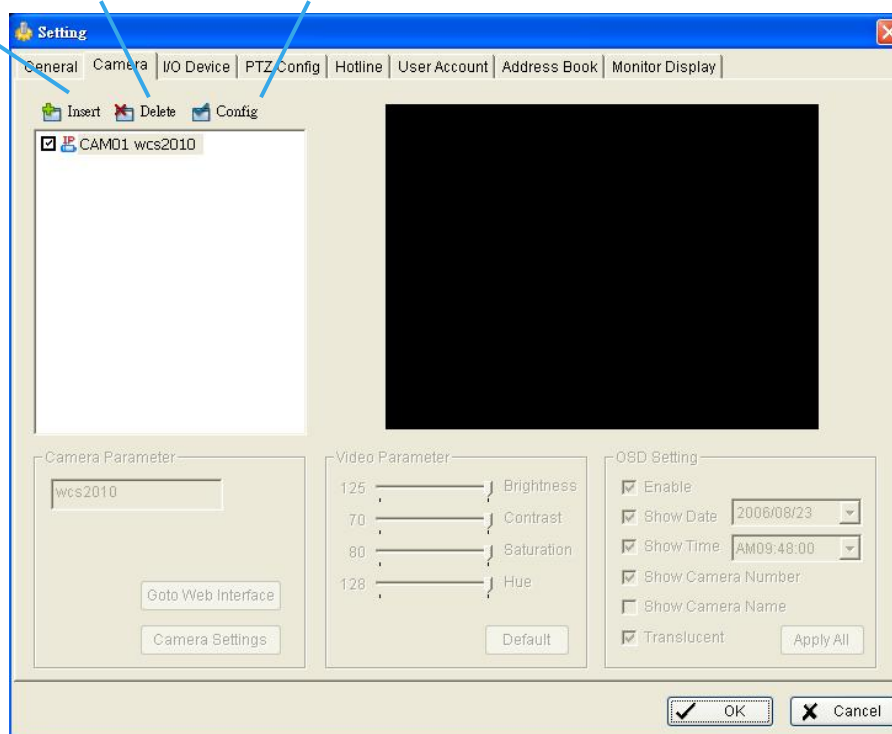 Setting
General Camera I/O Device PTZ Config Hotline User Account Address Book Monitor Display
Insert Delete Config
IP CAM01 wcs2010
Camera Parameter
wcs2010
Goto Web Interface
Camera Settings
Video Parameter
125 Brightness
70 Contrast
80 Saturation
128 Hue
Default
OSD Setting
Enable
Show Date 2006/08/23
Show Time AM09:48:00
Show Camera Number
Show Camera Name
Translucent Apply All
OK Cancel